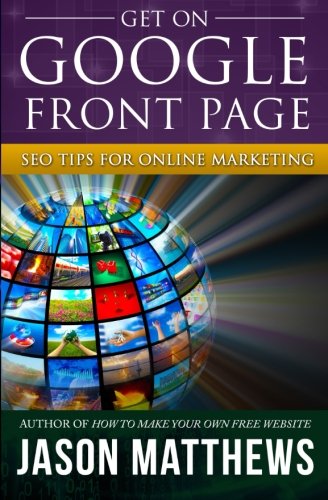 GET ON
GOOGLE
FRONT PAGE
SEO TIPS FOR ONLINE MARKETING
AUTHOR OF HOW TO MAKE YOUR OWN FREE WEBSITE
JASON MATTHEWS